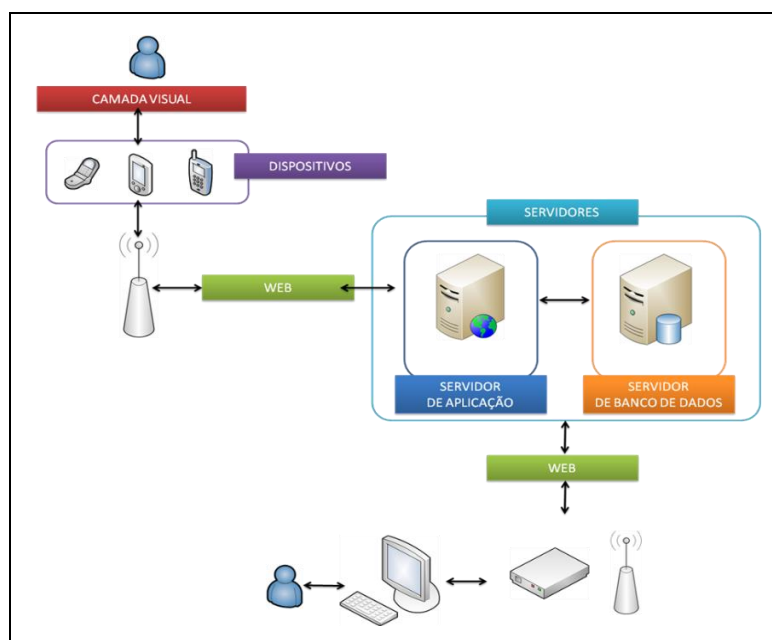 CAMADA VISUAL
DISPOSITIVOS
SERVIDORES
WEB
SERVIDOR
DE APLICAÇÃO
SERVIDOR
DE BANCO DE DADOS
WEB